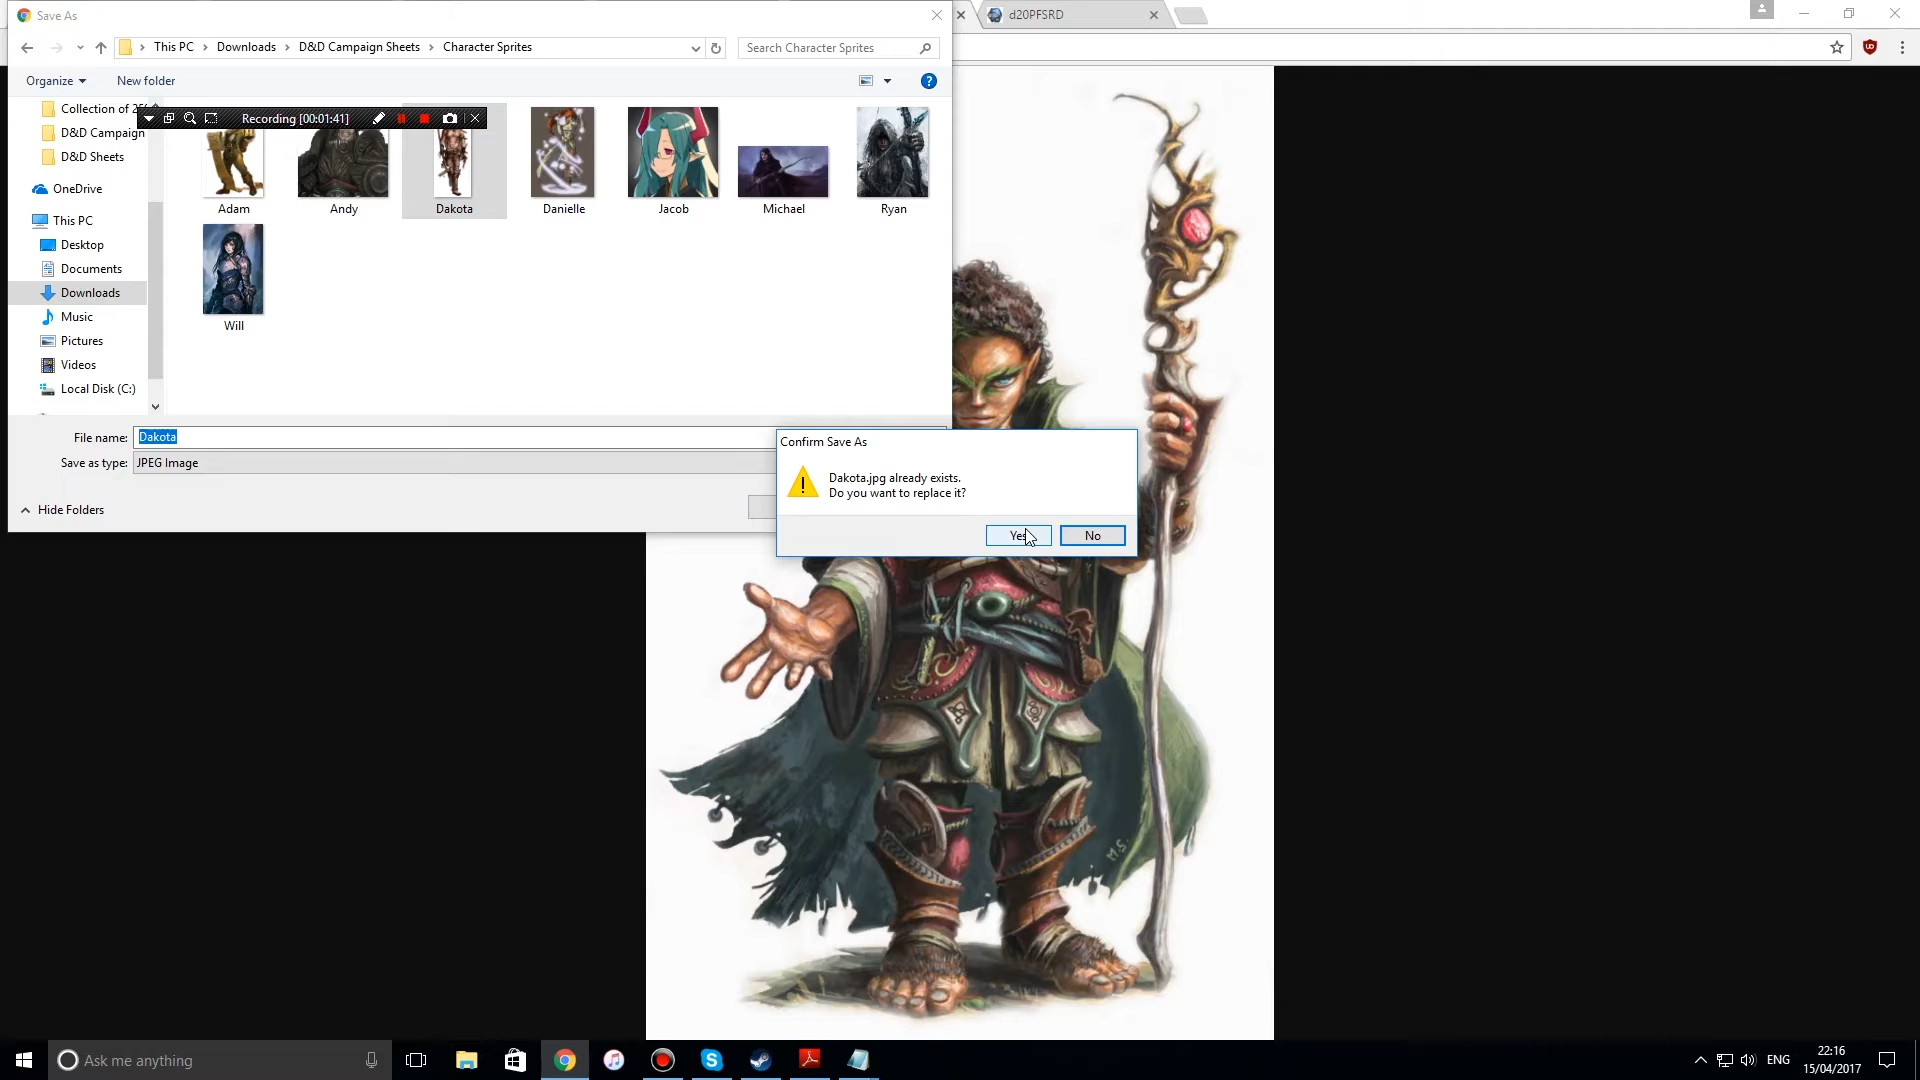 Save As
d20PFSRD
This PC
Downloads
D&D Campaign Sheets
Character Sprites
Search Character Sprites
Organize
New folder
Collection of 25
Recording [00:01:41]
D&D Campaign
D&D Sheets
OneDrive
This PC
Desktop
Documents
Downloads
Music
Pictures
Videos
Local Disk (C:)
Adam
Andy
Dakota
Danielle
Jacob
Michael
Ryan
Will
File name:
Dakota
Save as type:
JPEG Image
Hide Folders
Confirm Save As
Dakota.jpg already exists.
Do you want to replace it?
Yes
No
M.S.
Ask me anything
ENG
22:16
15/04/2017